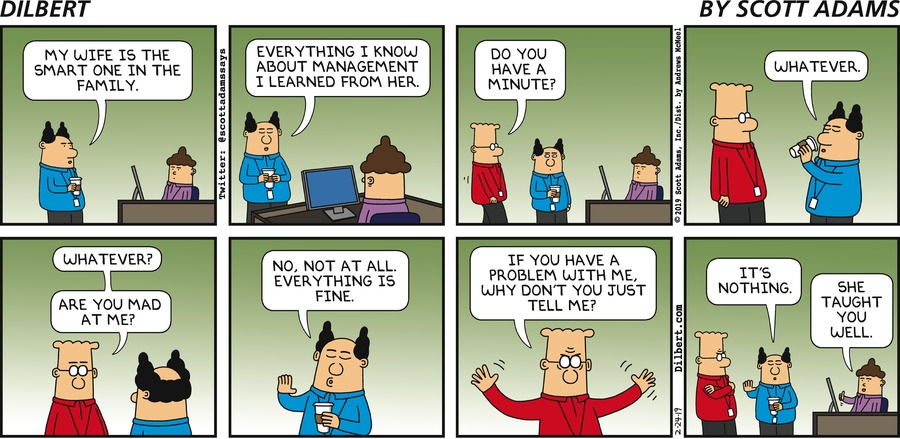 DILBERT
BY SCOTT ADAMS
MY WIFE IS THE
SMART ONE IN THE
FAMILY.
Twitter: @scottadamssays
EVERYTHING I KNOW
ABOUT MANAGEMENT
I LEARNED FROM HER.
DO YOU
HAVE A
MINUTE?
© 2019 Scott Adams, Inc./Dist. by Andrews McMeel
WHATEVER.
WHATEVER?
ARE YOU MAD
AT ME?
NO, NOT AT ALL.
EVERYTHING IS
FINE.
IF YOU HAVE A
PROBLEM WITH ME,
WHY DON'T YOU JUST
TELL ME?
Dilbert.com
2-24-19
IT'S
NOTHING.
SHE
TAUGHT
YOU
WELL.